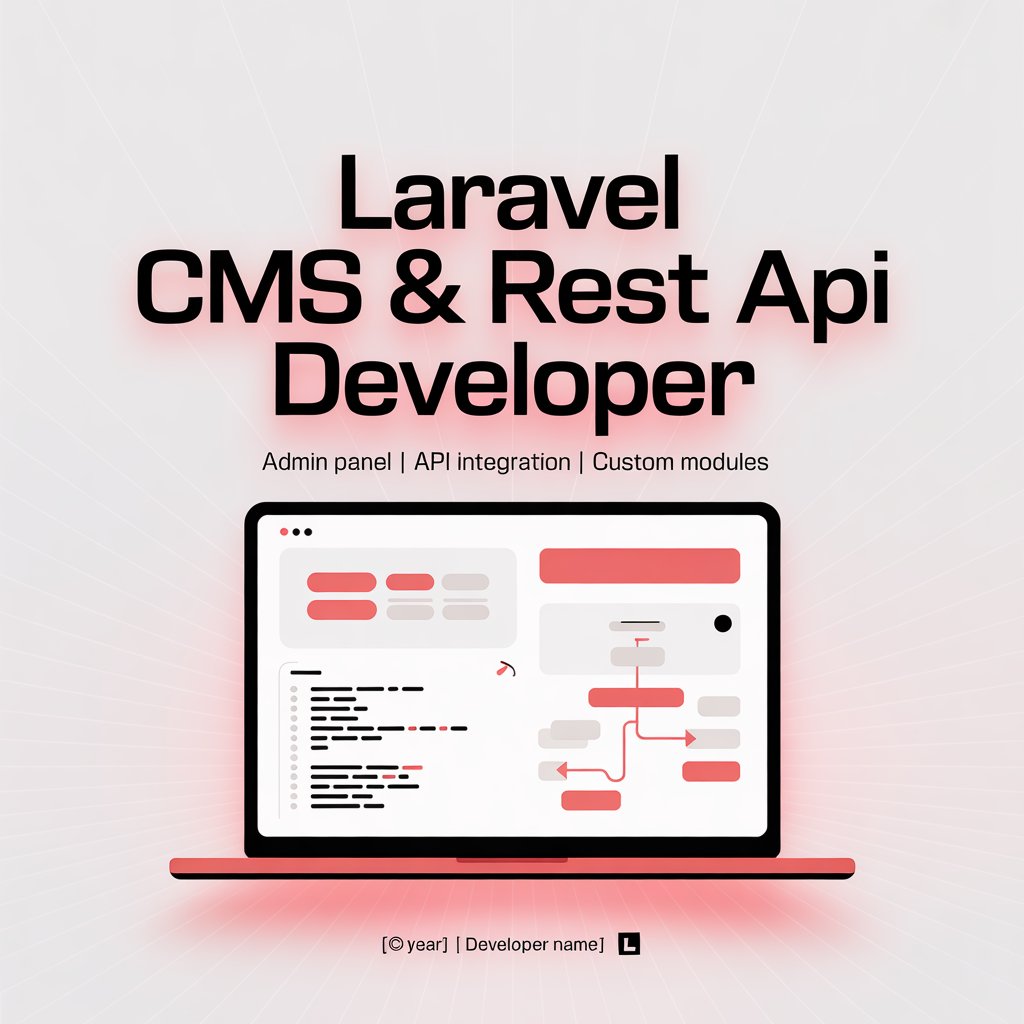 Laravel
CMS & Rest Api
Developer
Admin panel | API integration | Custom modules
[© year] [Developer name] L